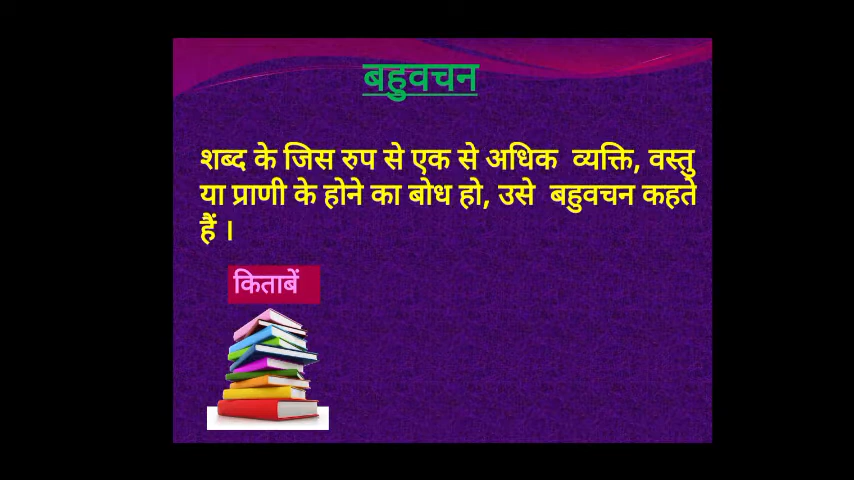 बहुवचन
शब्द के जिस रुप से एक से अधिक व्यक्ति, वस्तु
या प्राणी के होने का बोध हो, उसे बहुवचन कहते
हैं ।
किताबें